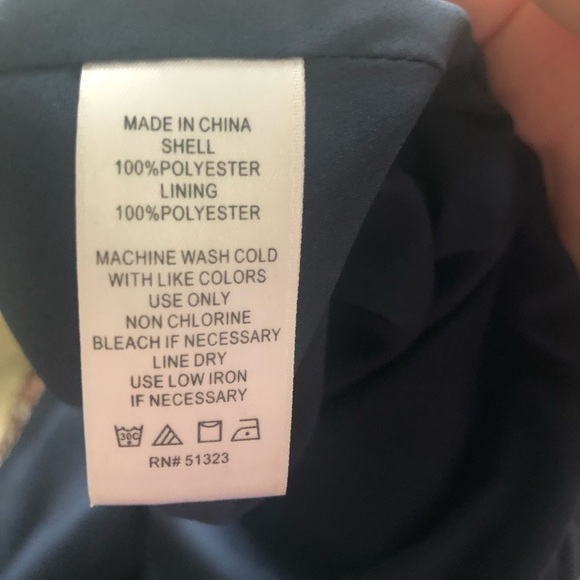 MADE IN CHINA
SHELL
100%POLYESTER
LINING
100%POLYESTER
MACHINE WASH COLD
WITH LIKE COLORS
USE ONLY
NON CHLORINE
BLEACH IF NECESSARY
LINE DRY
USE LOW IRON
IF NECESSARY
30C
RN# 51323